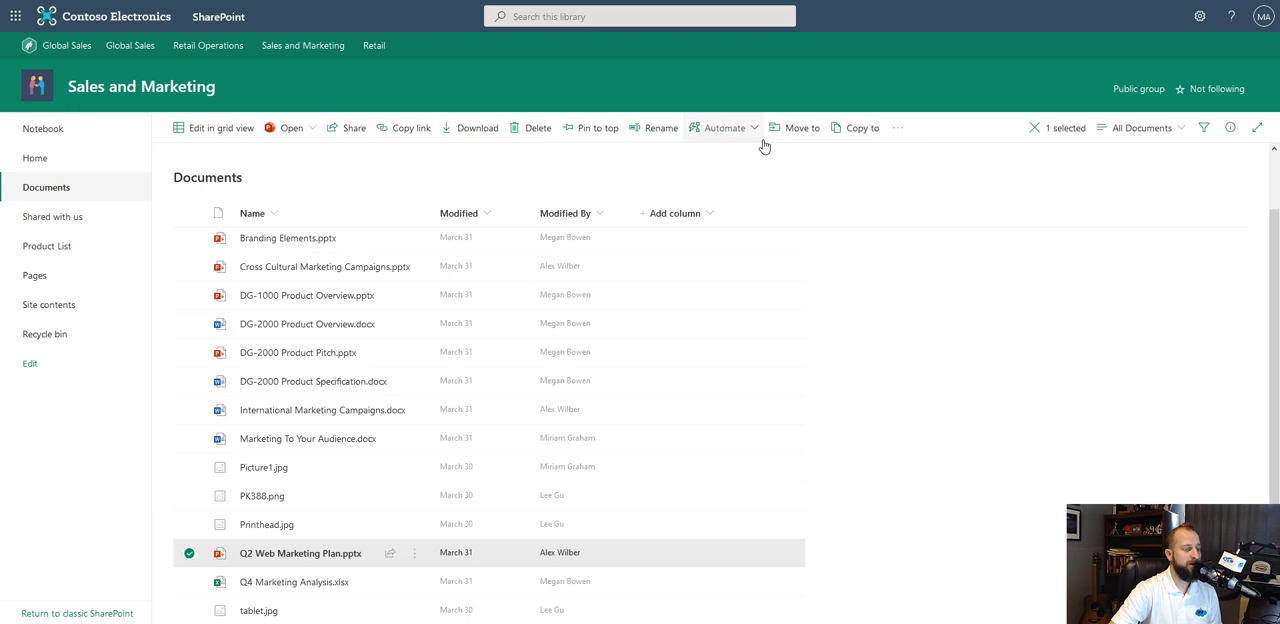 Contoso Electronics SharePoint Search this library ? MA
Global Sales Global Sales Retail Operations Sales and Marketing Retail
Sales and Marketing
Public group Not following
Edit in grid view Open Share Copy link Download Delete Pin to top Rename Automate Move to Copy to ... 1 selected All Documents
Notebook
Home
Documents
Shared with us
Product List
Pages
Site contents
Recycle bin
Edit
Return to classic SharePoint
Documents
Name Modified Modified By + Add column
Branding Elements.pptx March 31 Megan Bowen
Cross Cultural Marketing Campaigns.pptx March 31 Alex Wilber
DG-1000 Product Overview.pptx March 31 Megan Bowen
DG-2000 Product Overview.docx March 31 Megan Bowen
DG-2000 Product Pitch.pptx March 31 Megan Bowen
DG-2000 Product Specification.docx March 31 Megan Bowen
International Marketing Campaigns.docx March 31 Alex Wilber
Marketing To Your Audience.docx March 31 Miriam Graham
Picture1.jpg March 30 Miriam Graham
PK388.png March 30 Lee Gu
Printhead.jpg March 30 Lee Gu
Q2 Web Marketing Plan.pptx March 31 Alex Wilber
Q4 Marketing Analysis.xlsx March 31 Megan Bowen
tablet.jpg March 30 Lee Gu